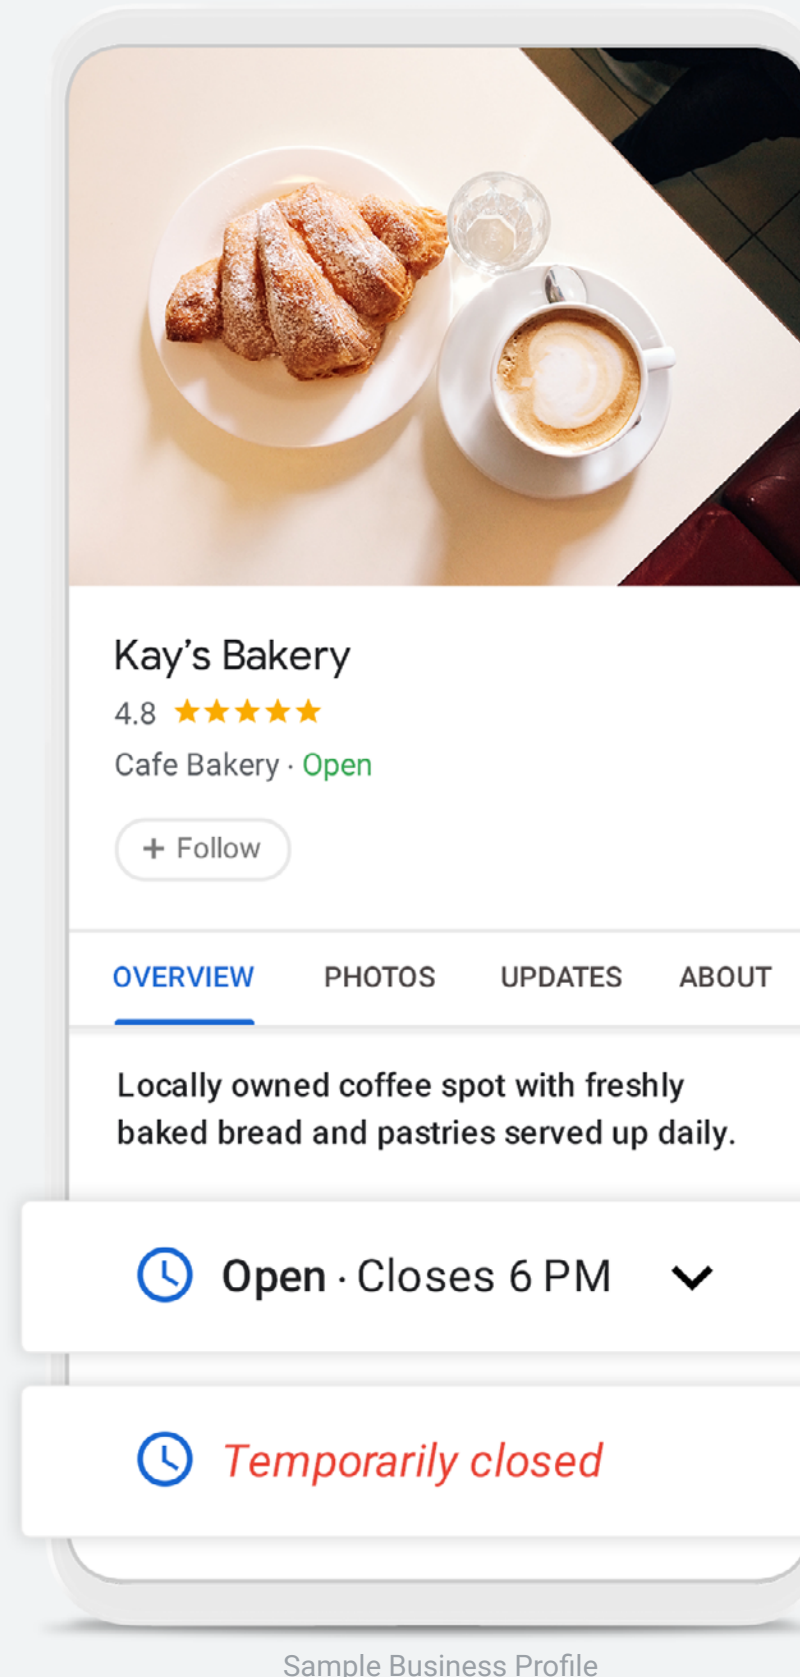 Kay’s Bakery
4.8
Cafe Bakery · Open
+ Follow
OVERVIEW PHOTOS UPDATES ABOUT
Locally owned coffee spot with freshly
baked bread and pastries served up daily.
Open · Closes 6 PM
Temporarily closed
Sample Business Profile